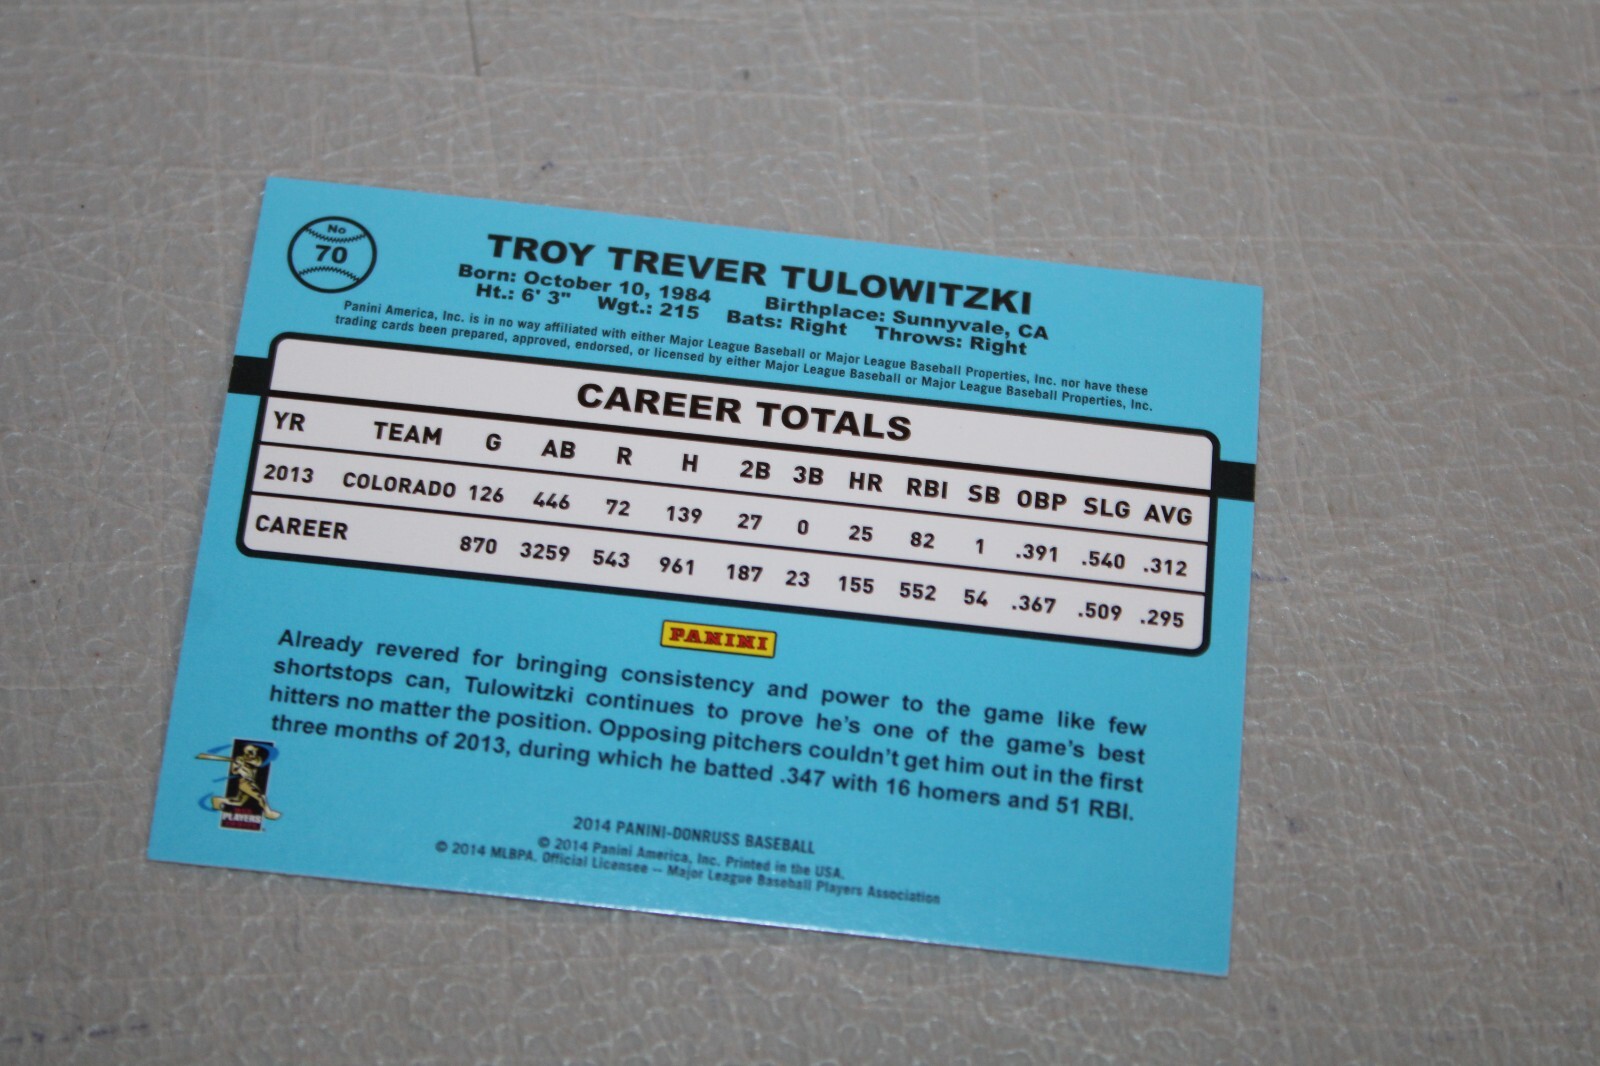 No
70
TROY TREVER TULOWITZKI
Born: October 10, 1984 Birthplace: Sunnyvale, CA
Ht.: 6' 3" Wgt.: 215 Bats: Right Throws: Right
Panini America, Inc. is in no way affiliated with either Major League Baseball or Major League Baseball Properties, Inc. nor have these
trading cards been prepared, approved, endorsed, or licensed by either Major League Baseball or Major League Baseball Properties, Inc.
CAREER TOTALS
YR TEAM G AB R H 2B 3B HR RBI SB OBP SLG AVG
2013 COLORADO 126 446 72 139 27 0 25 82 1 .391 .540 .312
CAREER 870 3259 543 961 187 23 155 552 54 .367 .509 .295
PANINI
Already revered for bringing consistency and power to the game like few
shortstops can, Tulowitzki continues to prove he's one of the game's best
hitters no matter the position. Opposing pitchers couldn't get him out in the first
three months of 2013, during which he batted .347 with 16 homers and 51 RBI.
PLAYERS
2014 PANINI-DONRUSS BASEBALL
© 2014 Panini America, Inc. Printed in the USA.
© 2014 MLBPA. Official Licensee – Major League Baseball Players Association